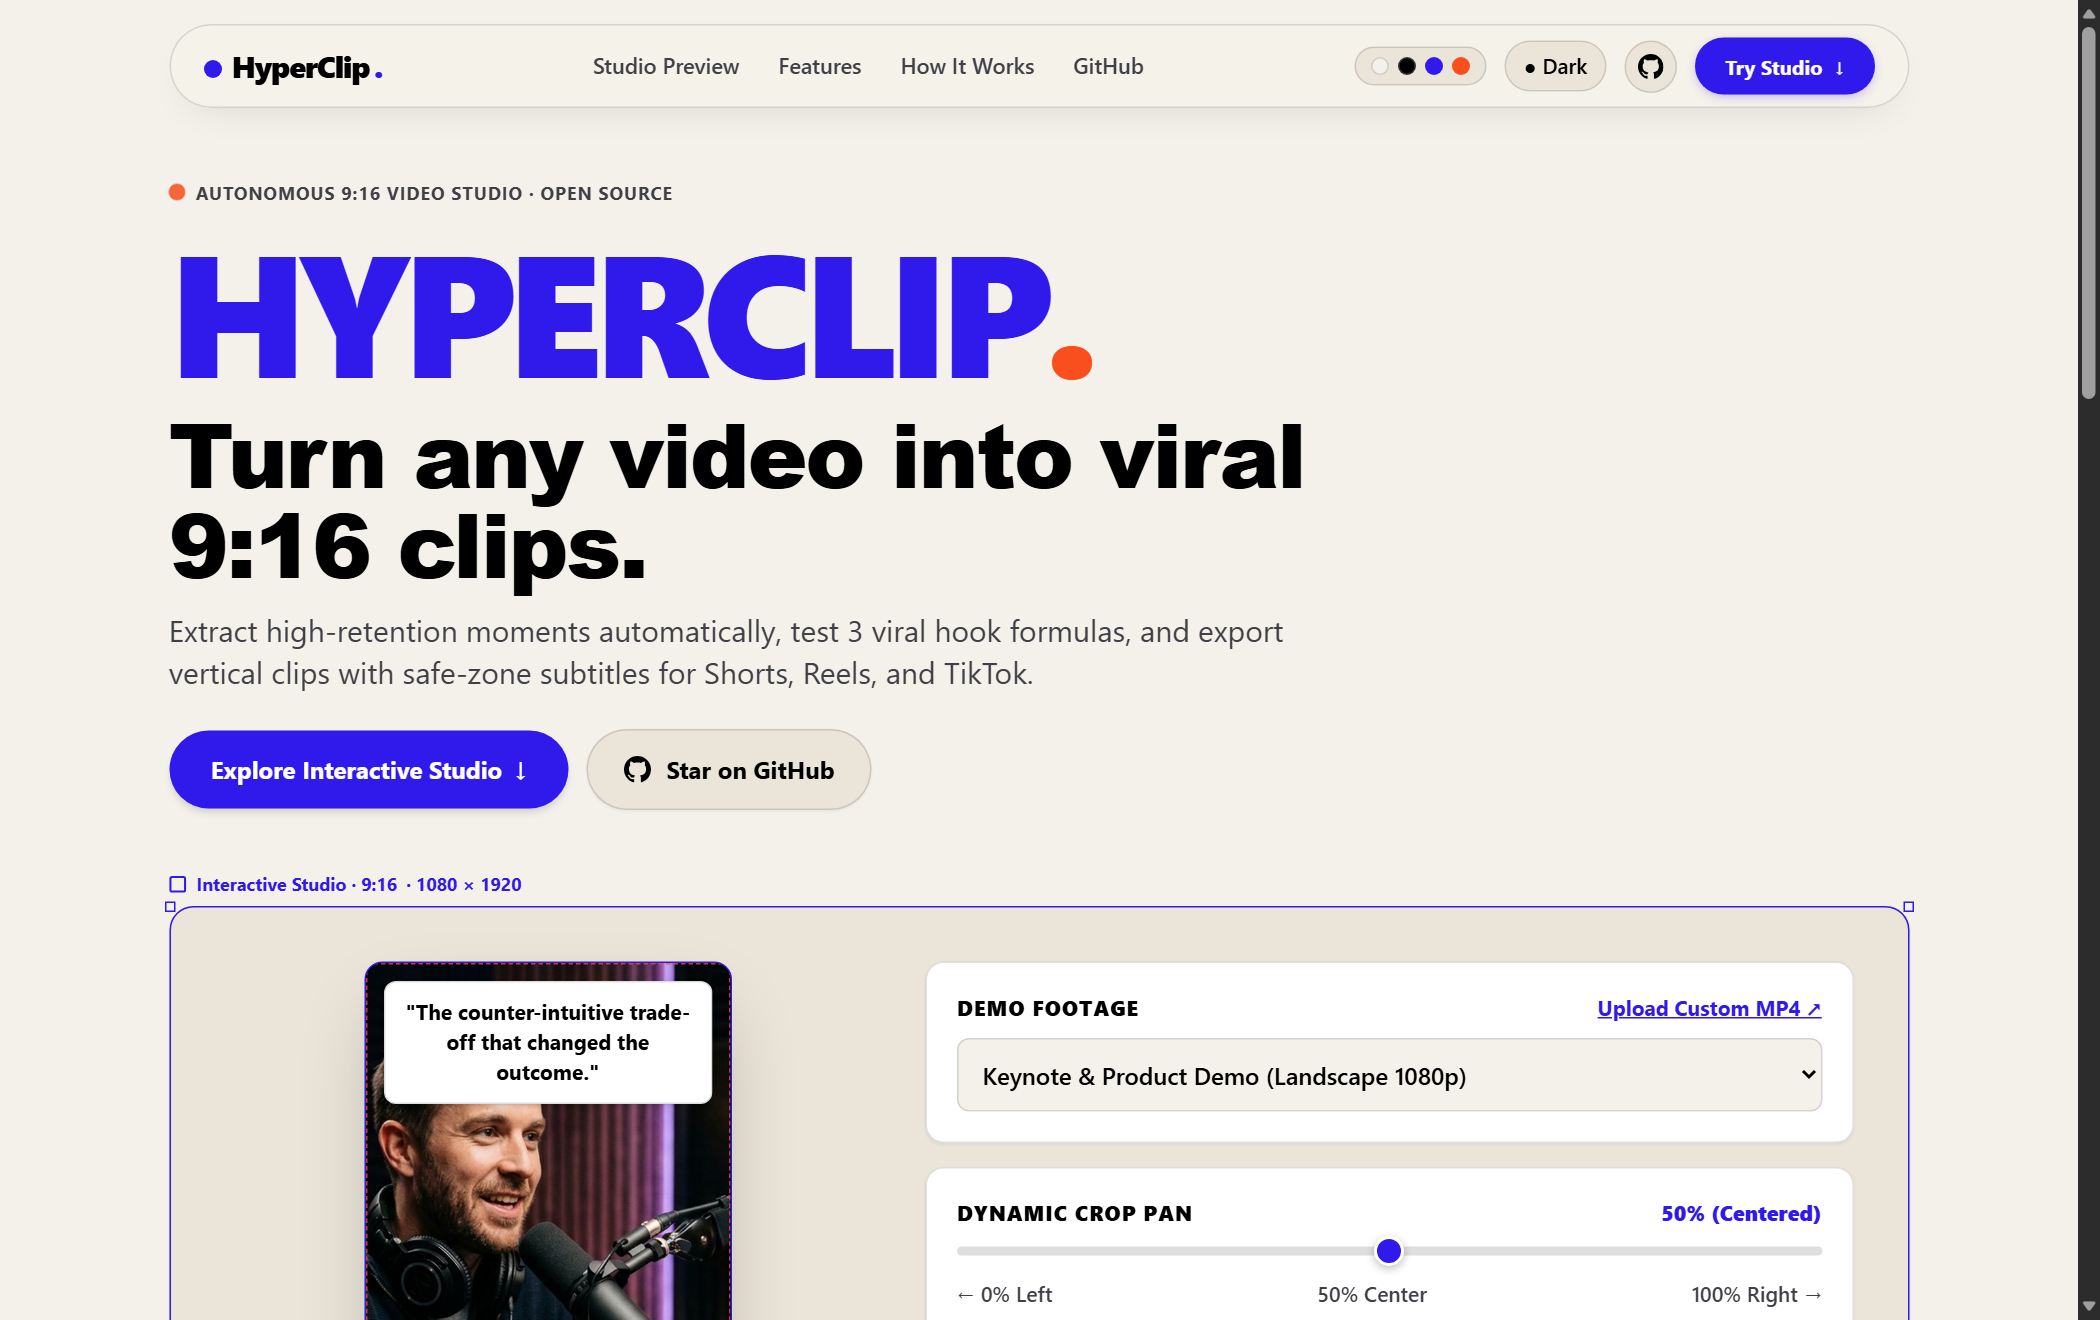 HyperClip.
Studio Preview
Features
How It Works
GitHub
● Dark
Try Studio ↓
AUTONOMOUS 9:16 VIDEO STUDIO · OPEN SOURCE
HYPERCLIP.
Turn any video into viral
9:16 clips.
Extract high-retention moments automatically, test 3 viral hook formulas, and export
vertical clips with safe-zone subtitles for Shorts, Reels, and TikTok.
Explore Interactive Studio ↓
Star on GitHub
Interactive Studio · 9:16 · 1080 × 1920
"The counter-intuitive trade-
off that changed the
outcome."
DEMO FOOTAGE
Upload Custom MP4 ↗
Keynote & Product Demo (Landscape 1080p)
DYNAMIC CROP PAN
50% (Centered)
← 0% Left
50% Center
100% Right →